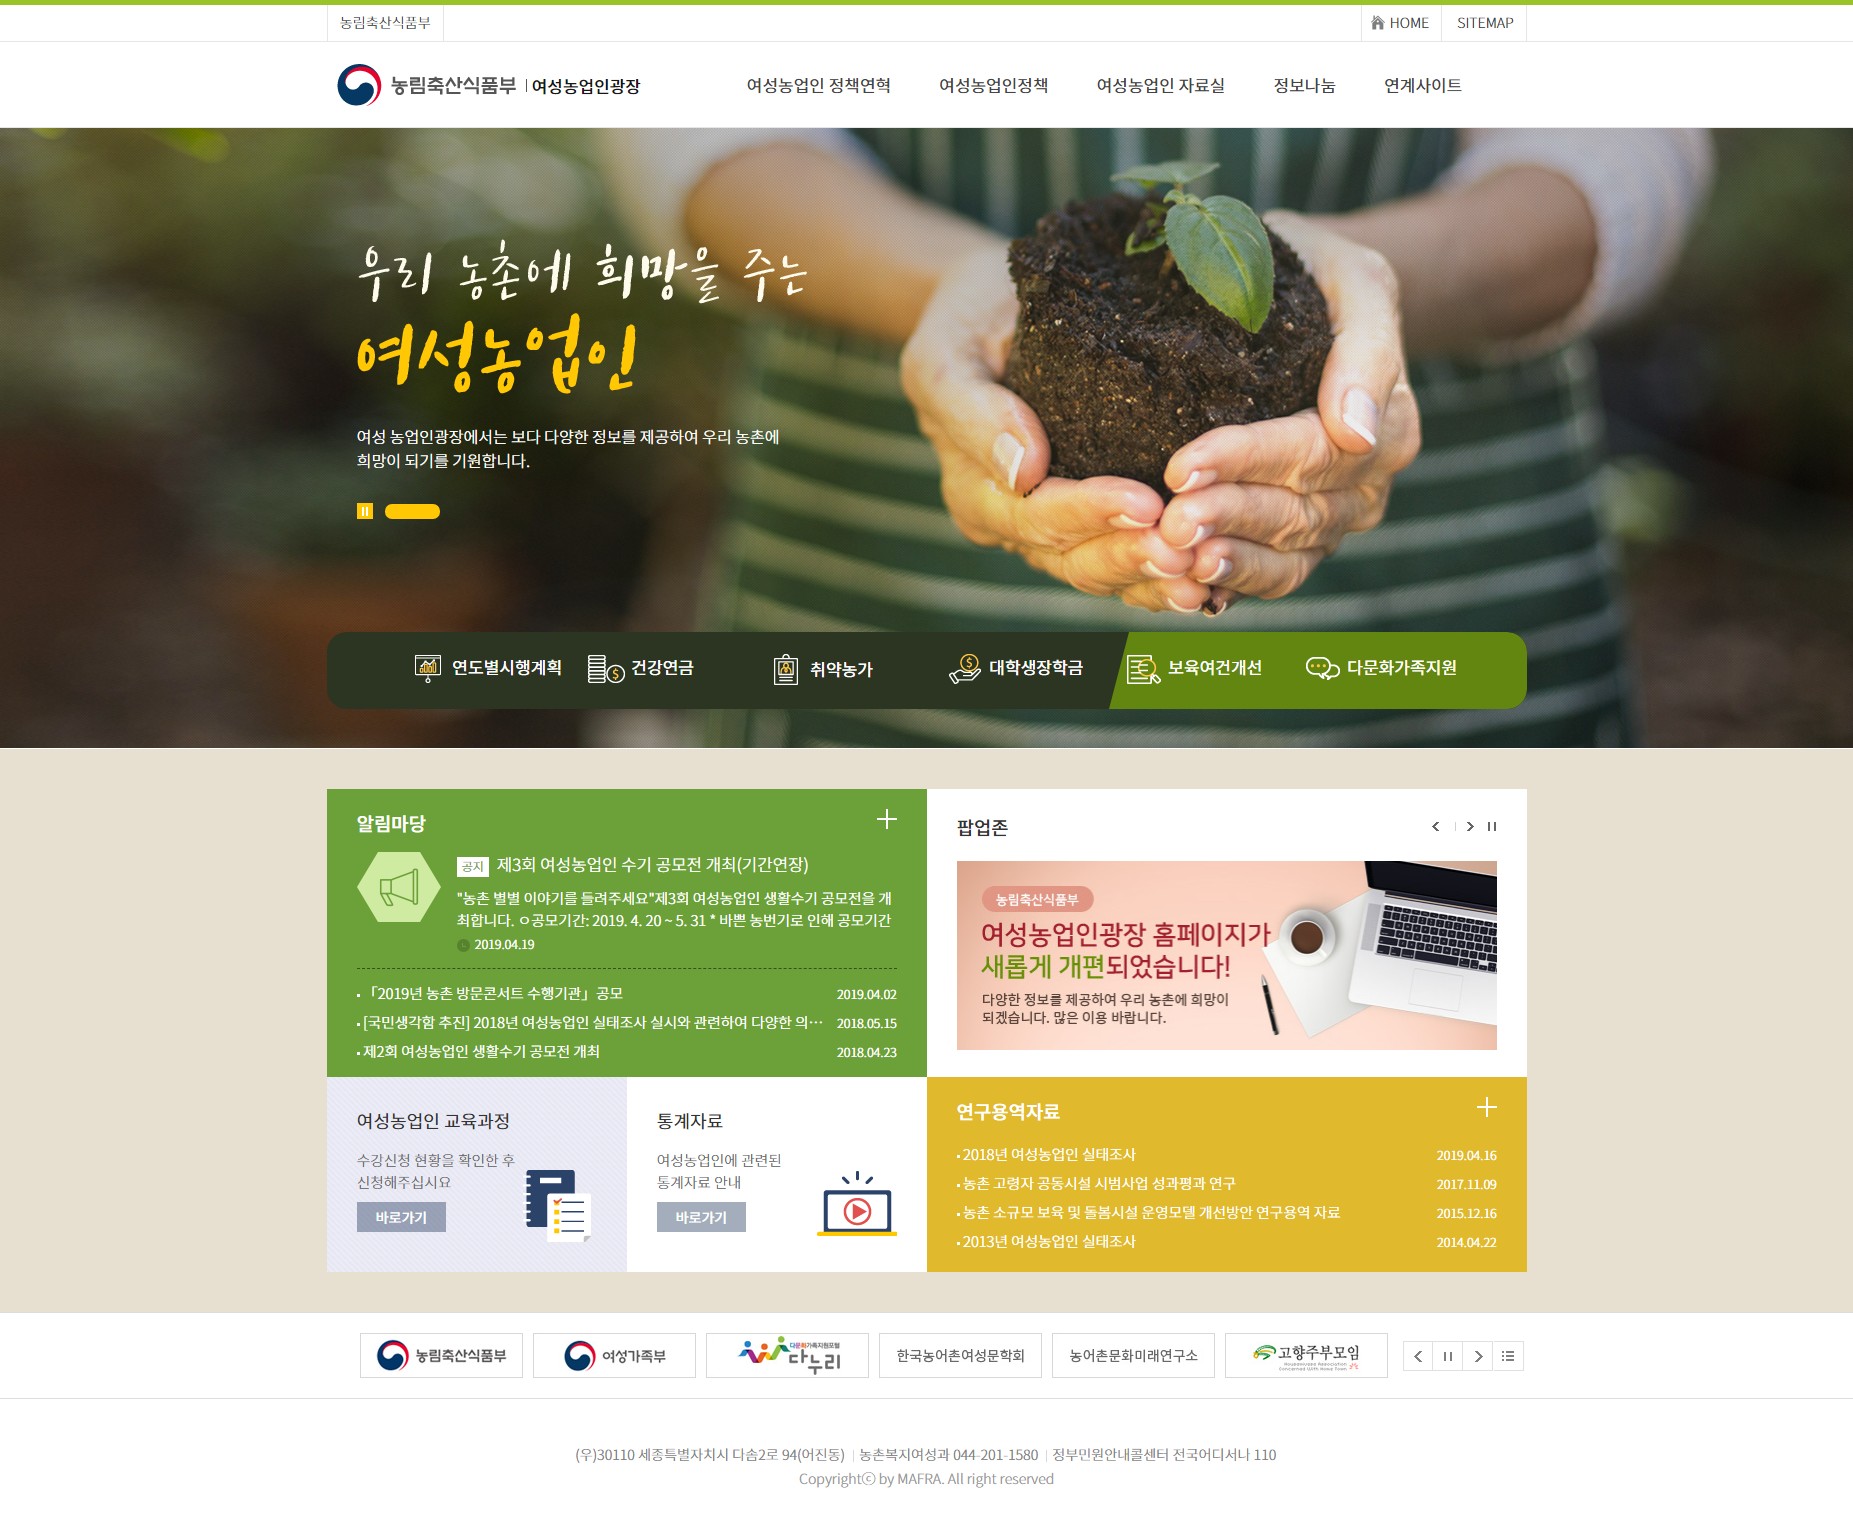 농림축산식품부
HOME
SITEMAP
농림축산식품부 | 여성농업인광장
여성농업인 정책연혁
여성농업인정책
여성농업인 자료실
정보나눔
연계사이트
우리 농촌에 희망을 주는
여성농업인
여성 농업인광장에서는 보다 다양한 정보를 제공하여 우리 농촌에
희망이 되기를 기원합니다.
연도별시행계획
건강연금
취약농가
대학생장학금
보육여건개선
다문화가족지원
알림마당
공지 제3회 여성농업인 수기 공모전 개최(기간연장)
"농촌 별별 이야기를 들려주세요"제3회 여성농업인 생활수기 공모전을 개
최합니다. ㅇ공모기간: 2019. 4. 20 ~ 5. 31 * 바쁜 농번기로 인해 공모기간
2019.04.19
「2019년 농촌 방문콘서트 수행기관」공모 2019.04.02
[국민생각함 추진] 2018년 여성농업인 실태조사 실시와 관련하여 다양한 의… 2018.05.15
제2회 여성농업인 생활수기 공모전 개최 2018.04.23
팝업존
농림축산식품부
여성농업인광장 홈페이지가
새롭게 개편되었습니다!
다양한 정보를 제공하여 우리 농촌에 희망이
되겠습니다. 많은 이용 바랍니다.
여성농업인 교육과정
수강신청 현황을 확인한 후
신청해주십시요
바로가기
통계자료
여성농업인에 관련된
통계자료 안내
바로가기
연구용역자료
2018년 여성농업인 실태조사 2019.04.16
농촌 고령자 공동시설 시범사업 성과평과 연구 2017.11.09
농촌 소규모 보육 및 돌봄시설 운영모델 개선방안 연구용역 자료 2015.12.16
2013년 여성농업인 실태조사 2014.04.22
농림축산식품부
여성가족부
다문화가족지원포털
다누리
한국농어촌여성문학회
농어촌문화미래연구소
고향주부모임
(우)30110 세종특별자치시 다솜2로 94(어진동) | 농촌복지여성과 044-201-1580 | 정부민원안내콜센터 전국어디서나 110
Copyrightⓒ by MAFRA. All right reserved